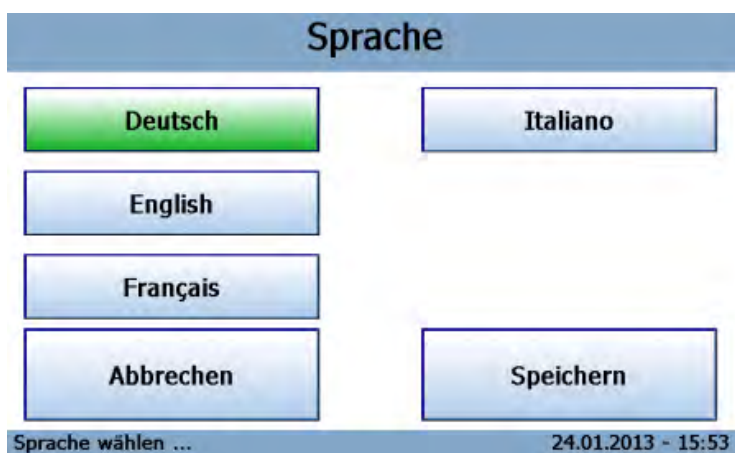 Sprache
Deutsch
Italiano
English
Français
Abbrechen
Speichern
Sprache wählen ...
24.01.2013 - 15:53